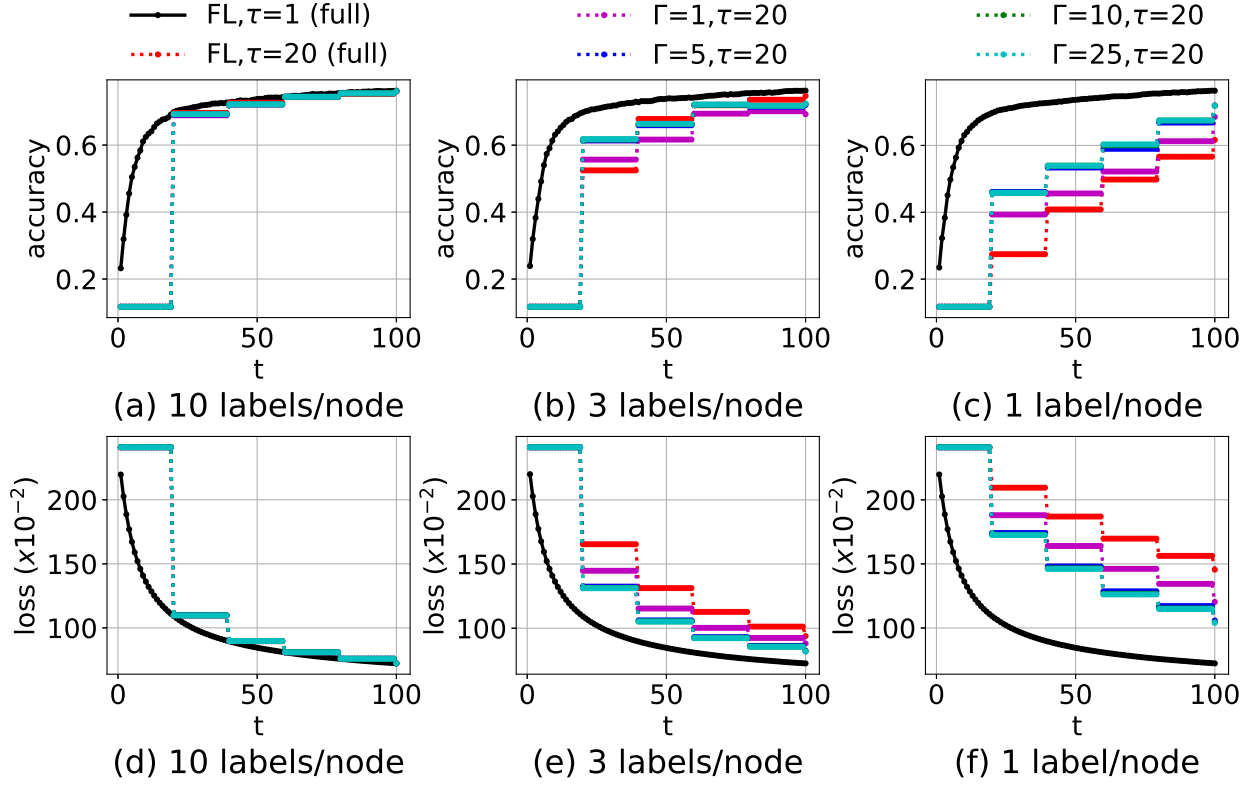 FL,τ=1 (full) Γ=1,τ=20 Γ=10,τ=20
FL,τ=20 (full) Γ=5,τ=20 Γ=25,τ=20
accuracy
0.6
0.4
0.2
0 50 100
t
(a) 10 labels/node
accuracy
0.6
0.4
0.2
0 50 100
t
(b) 3 labels/node
accuracy
0.6
0.4
0.2
0 50 100
t
(c) 1 label/node
loss (x10⁻²)
200
150
100
0 50 100
t
(d) 10 labels/node
loss (x10⁻²)
200
150
100
0 50 100
t
(e) 3 labels/node
loss (x10⁻²)
200
150
100
0 50 100
t
(f) 1 label/node